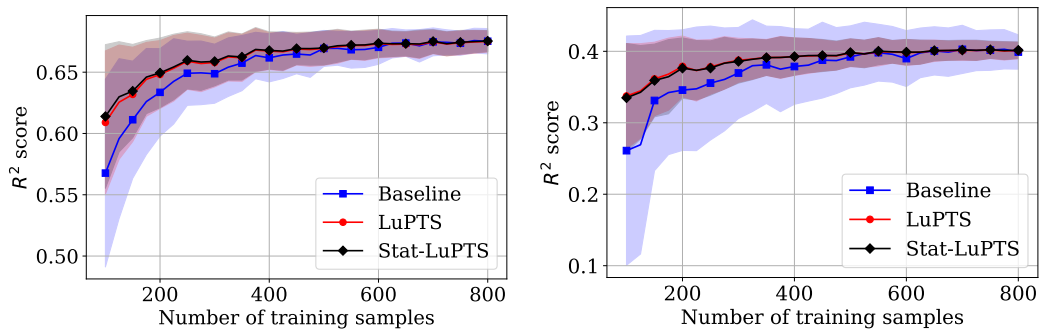 0.65
0.60
0.55
0.50
R² score
200
400
600
800
Number of training samples
Baseline
LuPTS
Stat-LuPTS
0.4
0.3
0.2
0.1
R² score
200
400
600
800
Number of training samples
Baseline
LuPTS
Stat-LuPTS